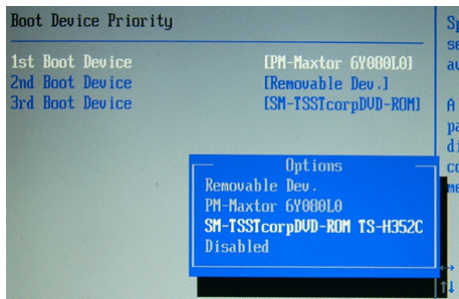 Boot Device Priority
1st Boot Device [PM-Maxtor 6Y080L0]
2nd Boot Device [Removable Dev.]
3rd Boot Device [SM-TSSTcorpDVD-ROM]
Options
Removable Dev.
PM-Maxtor 6Y080L0
SM-TSSTcorpDVD-ROM TS-H352C
Disabled